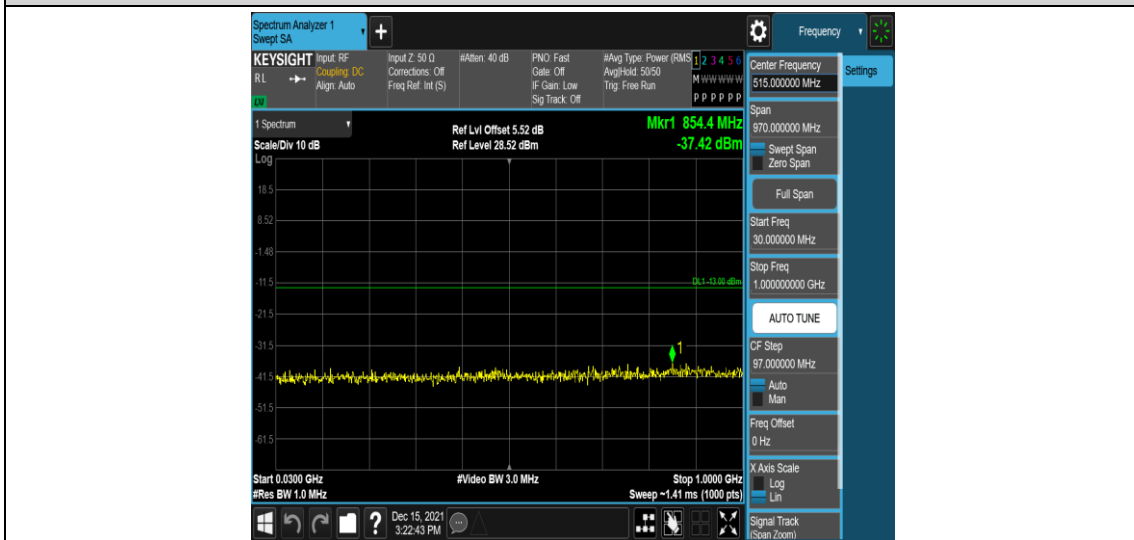 Spectrum Analyzer 1
Swept SA
+
Frequency
KEYSIGHT
RL
LXI
Input: RF
Coupling: DC
Align: Auto
Input Z: 50 Ω
Corrections: Off
Freq Ref: Int (S)
#Atten: 40 dB
PNO: Fast
Gate: Off
IF Gain: Low
Sig Track: Off
#Avg Type: Power (RMS
Avg|Hold: 50/50
Trig: Free Run
1 2 3 4 5 6
M W W W W W
P P P P P P
Center Frequency
515.000000 MHz
Settings
Span
970.000000 MHz
Swept Span
Zero Span
Full Span
Start Freq
30.000000 MHz
Stop Freq
1.000000000 GHz
AUTO TUNE
CF Step
97.000000 MHz
Auto
Man
Freq Offset
0 Hz
X Axis Scale
Log
Lin
Signal Track
(Span Zoom)
1 Spectrum
Scale/Div 10 dB
Ref Lvl Offset 5.52 dB
Ref Level 28.52 dBm
Mkr1 854.4 MHz
-37.42 dBm
Log
18.5
8.52
-1.48
-11.5
DL1 -13.00 dBm
-21.5
-31.5
1
-41.5
-51.5
-61.5
Start 0.0300 GHz
#Video BW 3.0 MHz
Stop 1.0000 GHz
#Res BW 1.0 MHz
Sweep ~1.41 ms (1000 pts)
?
Dec 15, 2021
3:22:43 PM